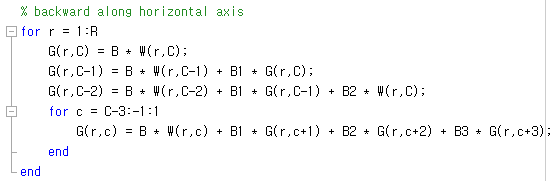 % backward along horizontal axis
for r = 1:R
G(r,C) = B * W(r,C);
G(r,C-1) = B * W(r,C-1) + B1 * G(r,C);
G(r,C-2) = B * W(r,C-2) + B1 * G(r,C-1) + B2 * W(r,C);
for c = C-3:-1:1
G(r,c) = B * W(r,c) + B1 * G(r,c+1) + B2 * G(r,c+2) + B3 * G(r,c+3);
end
end